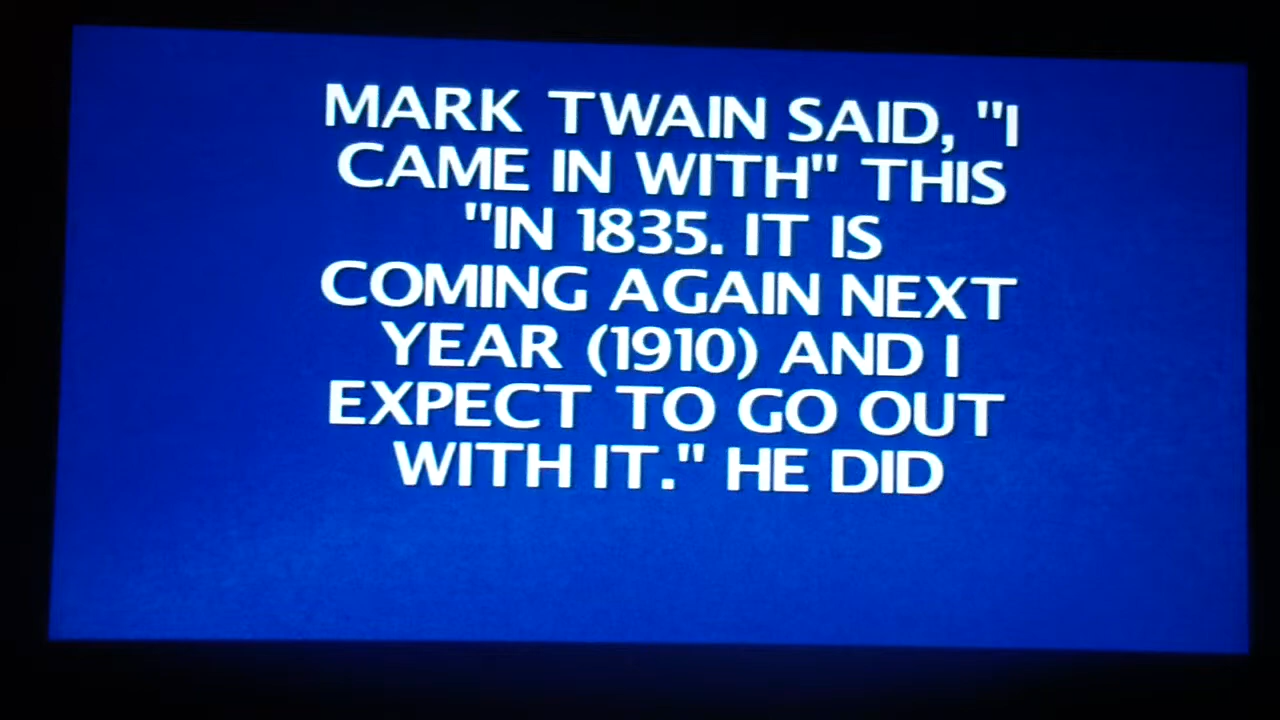 MARK TWAIN SAID, "I
CAME IN WITH" THIS
"IN 1835. IT IS
COMING AGAIN NEXT
YEAR (1910) AND I
EXPECT TO GO OUT
WITH IT." HE DID